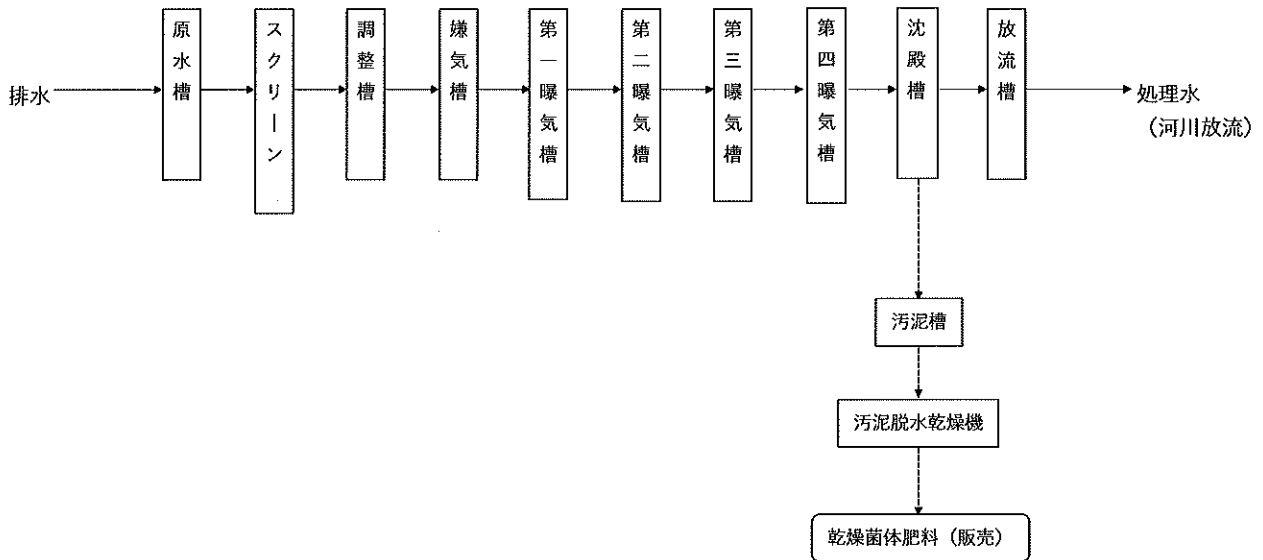 排水
原水槽
スクリーン
調整槽
嫌気槽
第一曝気槽
第二曝気槽
第三曝気槽
第四曝気槽
沈殿槽
放流槽
処理水
（河川放流）
汚泥槽
汚泥脱水乾燥機
乾燥菌体肥料（販売）